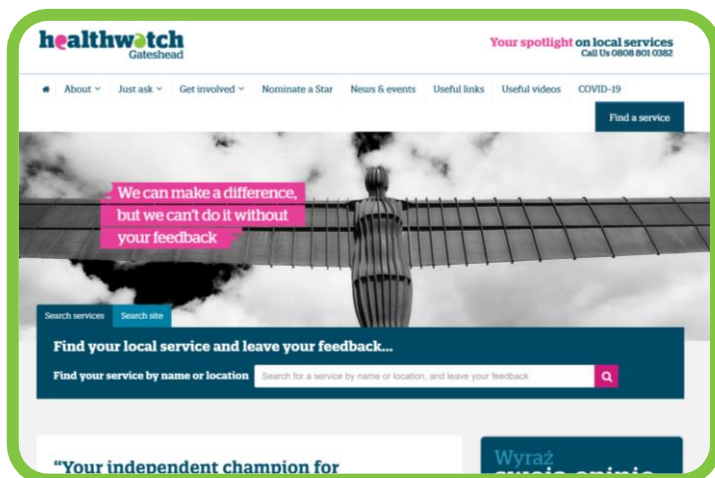 healthwatch
Gateshead
Your spotlight on local services
Call Us 0808 801 0382
About
Just ask
Get involved
Nominate a Star
News & events
Useful links
Useful videos
COVID-19
Find a service
We can make a difference,
but we can't do it without
your feedback
Search services
Search site
Find your local service and leave your feedback...
Find your service by name or location
Search for a service by name or location, and leave your feedback
"Your independent champion for
Wyraź
swoją opinię